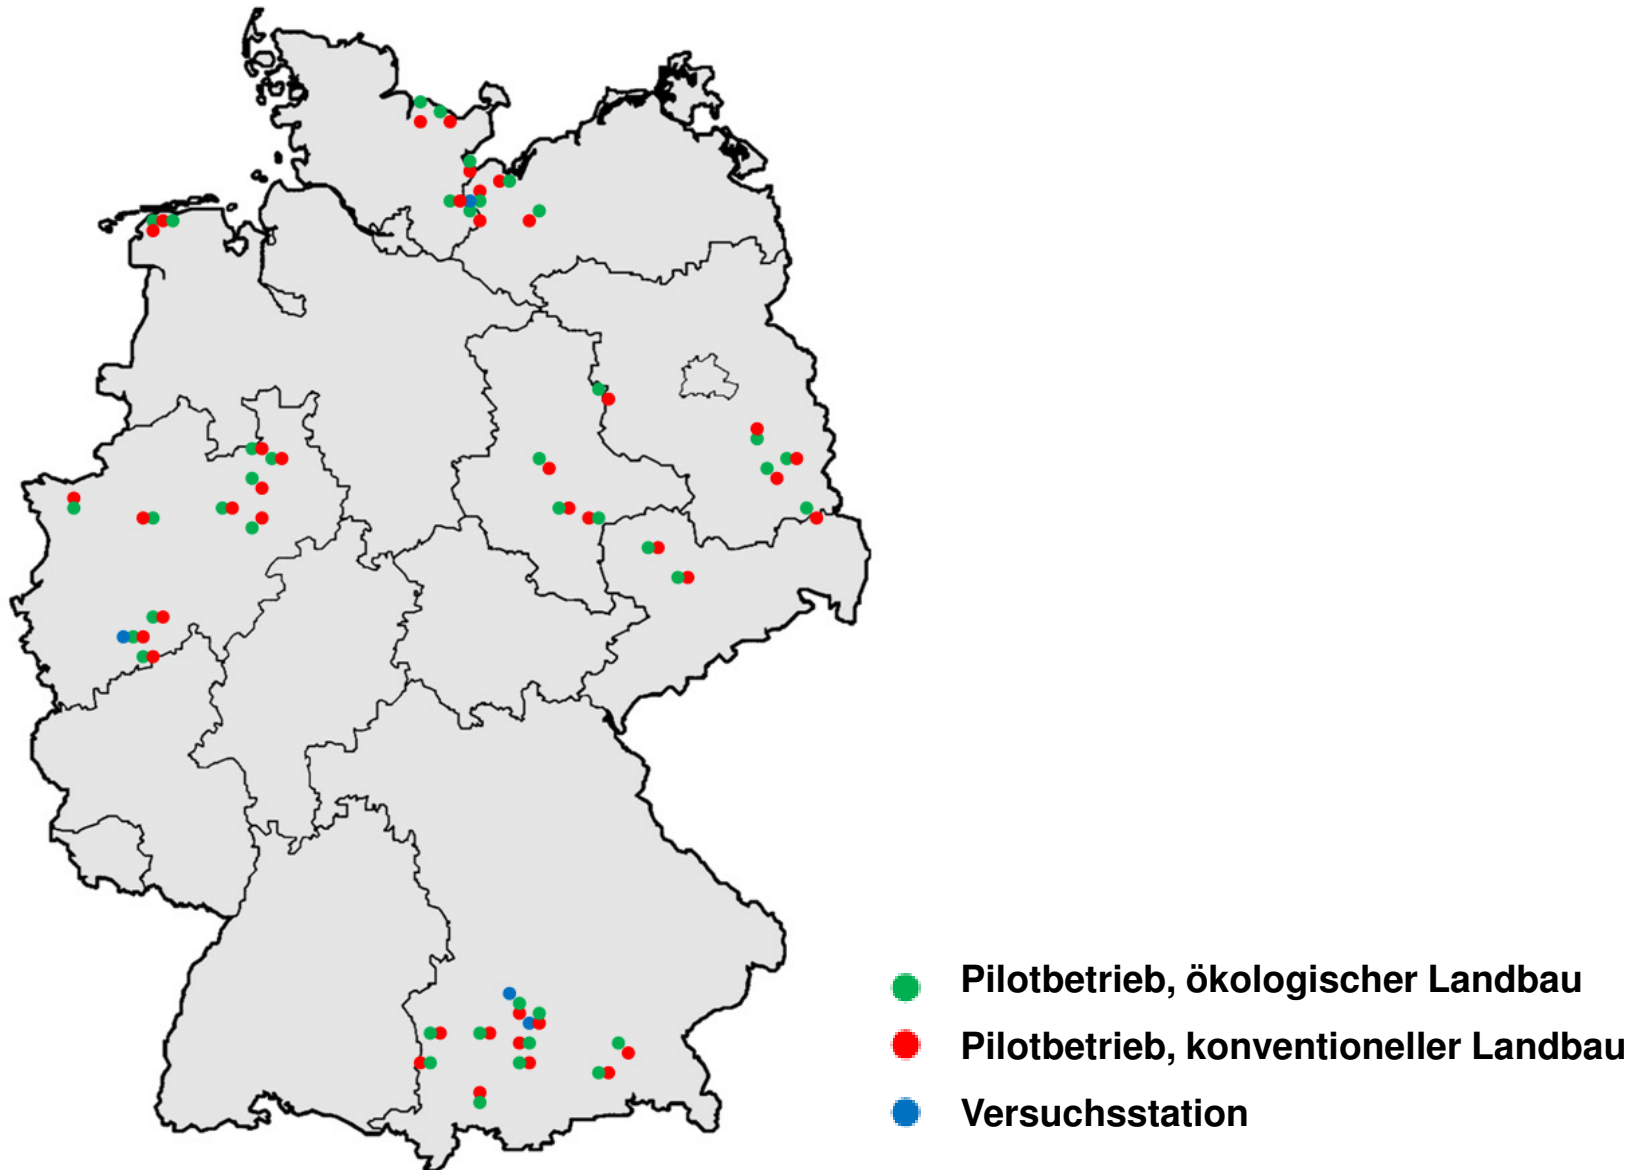 Pilotbetrieb, ökologischer Landbau
Pilotbetrieb, konventioneller Landbau
Versuchsstation